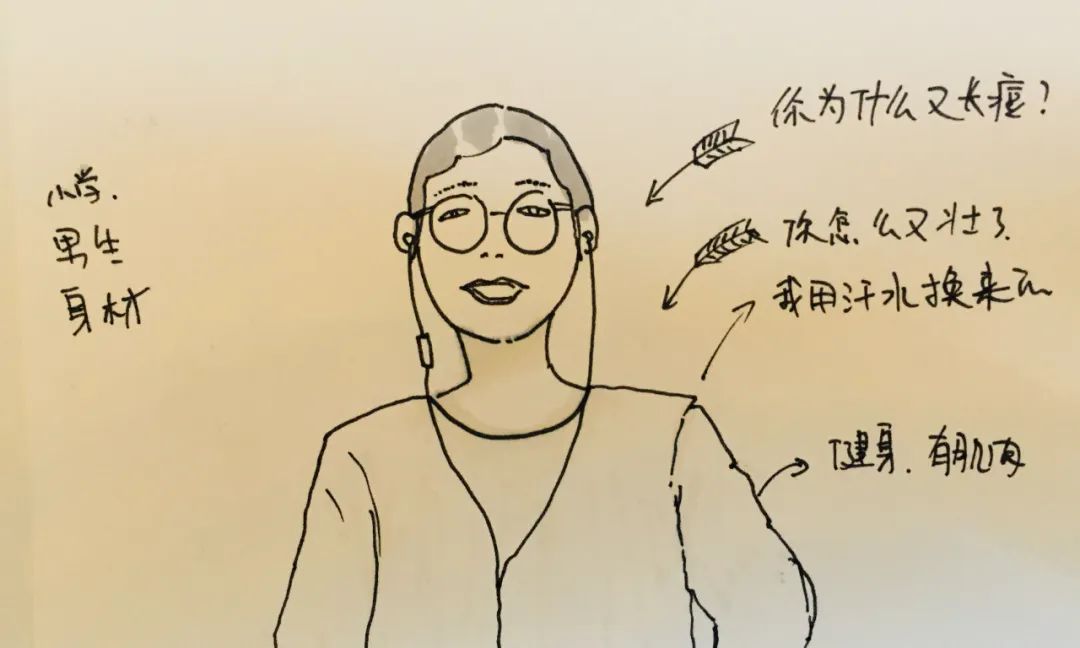 小学.
男生
身材
你为什么又长痘?
你怎么又壮了
我用汗水换来的
健身.有肌肉